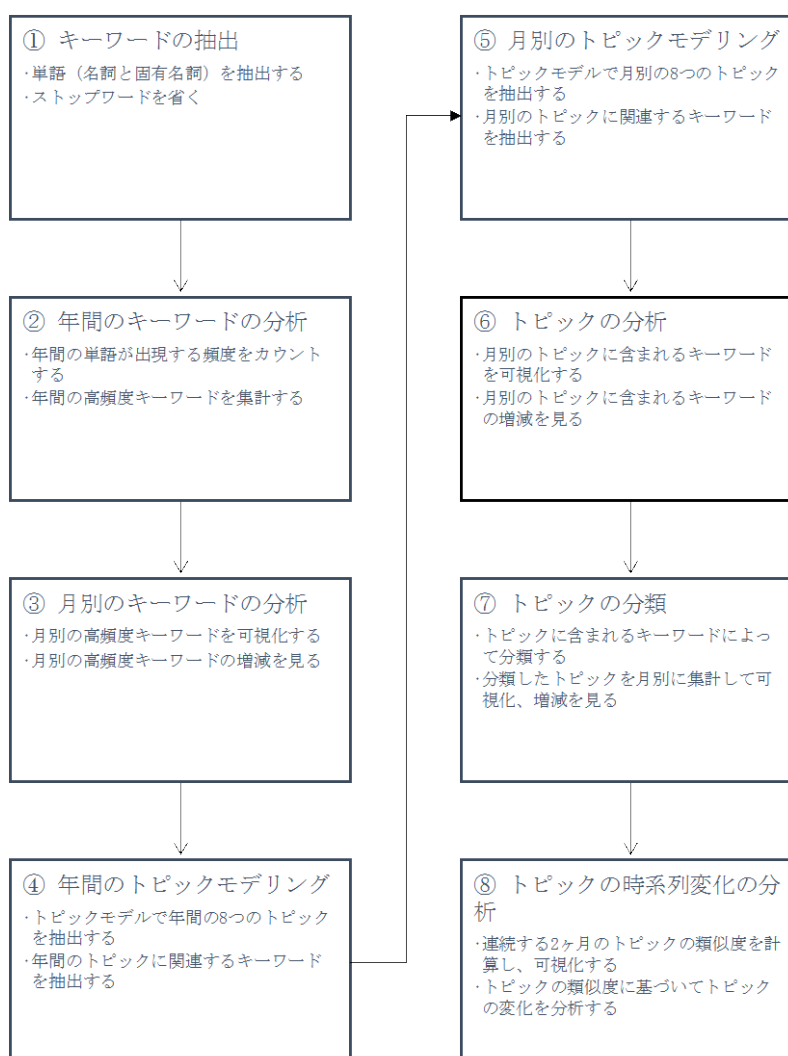 ① キーワードの抽出
·単語（名詞と固有名詞）を抽出する
·ストップワードを省く
② 年間のキーワードの分析
·年間の単語が出現する頻度をカウント
する
·年間の高頻度キーワードを集計する
③ 月別のキーワードの分析
·月別の高頻度キーワードを可視化する
·月別の高頻度キーワードの増減を見る
④ 年間のトピックモデリング
·トピックモデルで年間の8つのトピック
を抽出する
·年間のトピックに関連するキーワード
を抽出する
⑤ 月別のトピックモデリング
·トピックモデルで月別の8つのトピック
を抽出する
·月別のトピックに関連するキーワード
を抽出する
⑥ トピックの分析
·月別のトピックに含まれるキーワード
を可視化する
·月別のトピックに含まれるキーワード
の増減を見る
⑦ トピックの分類
·トピックに含まれるキーワードによっ
て分類する
·分類したトピックを月別に集計して可
視化、増減を見る
⑧ トピックの時系列変化の分
析
·連続する2ヶ月のトピックの類似度を計
算し、可視化する
·トピックの類似度に基づいてトピック
の変化を分析する